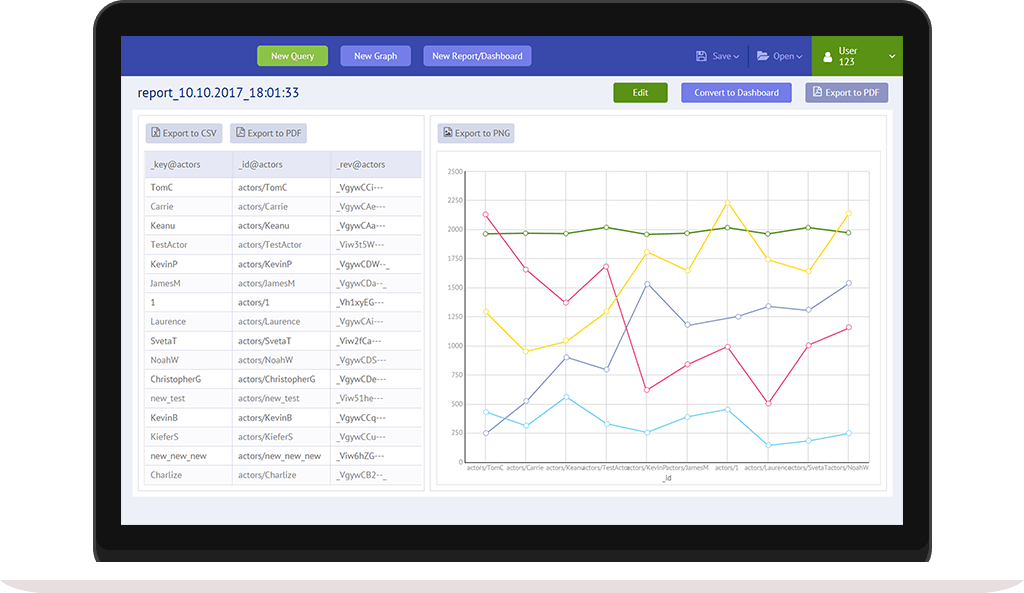 New Query New Graph New Report/Dashboard Save Open User 123
report_10.10.2017_18:01:33 Edit Convert to Dashboard Export to PDF
Export to CSV Export to PDF
_key@actors _id@actors _rev@actors
TomC actors/TomC _VgywCCi---
Carrie actors/Carrie _VgywCAe---
Keanu actors/Keanu _VgywCAa---
TestActor actors/TestActor _Viw3t5W---
KevinP actors/KevinP _VgywCDW--_
JamesM actors/JamesM _VgywCDa--_
1 actors/1 _Vh1xyEG---
Laurence actors/Laurence _VgywCAi---
SvetaT actors/SvetaT _Viw2fCa---
NoahW actors/NoahW _VgywCDS---
ChristopherG actors/ChristopherG _VgywCDe---
new_test actors/new_test _Viw51he---
KevinB actors/KevinB _VgywCCq---
KieferS actors/KieferS _VgywCCu---
new_new_new actors/new_new_new _Viw6hZG---
Charlize actors/Charlize _VgywCB2--_
Export to PNG
2500
2250
2000
1750
1500
1250
1000
750
500
250
0
actors/TomC actors/Carrie actors/Keanu actors/TestActor actors/KevinP actors/JamesM actors/1 actors/Laurence actors/SvetaT actors/NoahW
_id